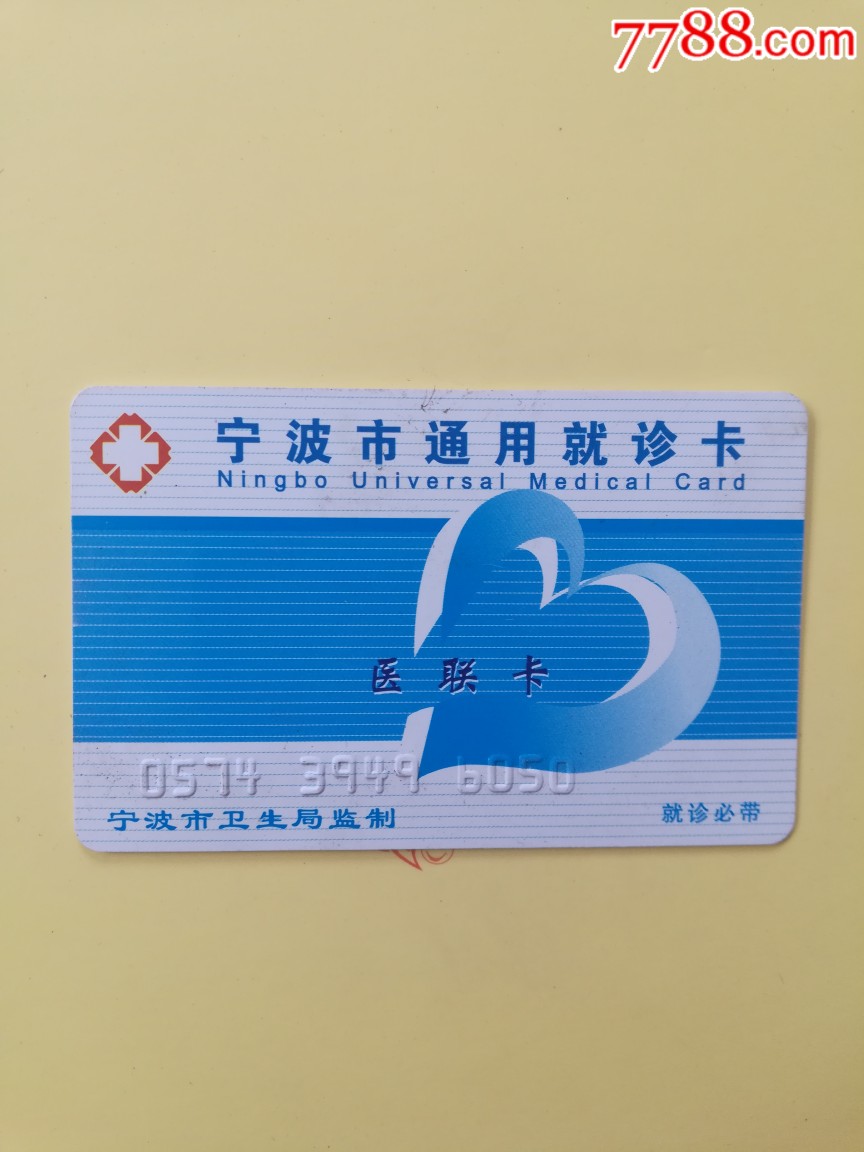 7788.com
宁波市通用就诊卡
Ningbo Universal Medical Card
医联卡
0574 3949 6050
宁波市卫生局监制
就诊必带